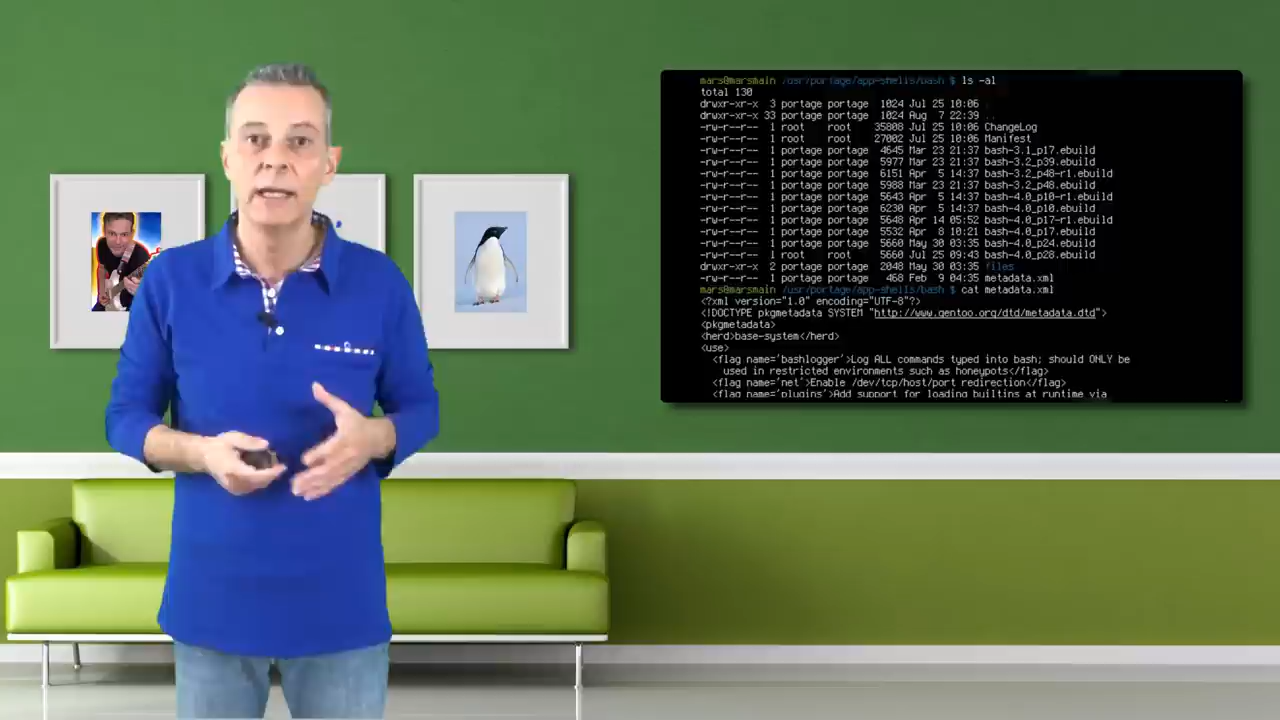 mars@marsmain /usr/portage/app-shells/bash $ ls -al
total 130
drwxr-xr-x 3 portage portage 1024 Jul 25 10:06 .
drwxr-xr-x 33 portage portage 1024 Aug 7 22:39 ..
-rw-r--r-- 1 root root 35808 Jul 25 10:06 ChangeLog
-rw-r--r-- 1 root root 27002 Jul 25 10:06 Manifest
-rw-r--r-- 1 portage portage 4645 Mar 23 21:37 bash-3.1_p17.ebuild
-rw-r--r-- 1 portage portage 5977 Mar 23 21:37 bash-3.2_p39.ebuild
-rw-r--r-- 1 portage portage 6151 Apr 5 14:37 bash-3.2_p48-r1.ebuild
-rw-r--r-- 1 portage portage 5988 Mar 23 21:37 bash-3.2_p48.ebuild
-rw-r--r-- 1 portage portage 5643 Apr 5 14:37 bash-4.0_p10-r1.ebuild
-rw-r--r-- 1 portage portage 6230 Apr 5 14:37 bash-4.0_p10.ebuild
-rw-r--r-- 1 portage portage 5648 Apr 14 05:52 bash-4.0_p17-r1.ebuild
-rw-r--r-- 1 portage portage 5532 Apr 8 10:21 bash-4.0_p17.ebuild
-rw-r--r-- 1 portage portage 5660 May 30 03:35 bash-4.0_p24.ebuild
-rw-r--r-- 1 root root 5660 Jul 25 09:43 bash-4.0_p28.ebuild
drwxr-xr-x 2 portage portage 2048 May 30 03:35 files
-rw-r--r-- 1 portage portage 468 Feb 9 04:35 metadata.xml
mars@marsmain /usr/portage/app-shells/bash $ cat metadata.xml
<?xml version="1.0" encoding="UTF-8"?>
<!DOCTYPE pkgmetadata SYSTEM "http://www.gentoo.org/dtd/metadata.dtd">
<pkgmetadata>
<herd>base-system</herd>
<use>
<flag name='bashlogger'>Log ALL commands typed into bash; should ONLY be
used in restricted environments such as honeypots</flag>
<flag name='net'>Enable /dev/tcp/host/port redirection</flag>
<flag name='plugins'>Add support for loading builtins at runtime via